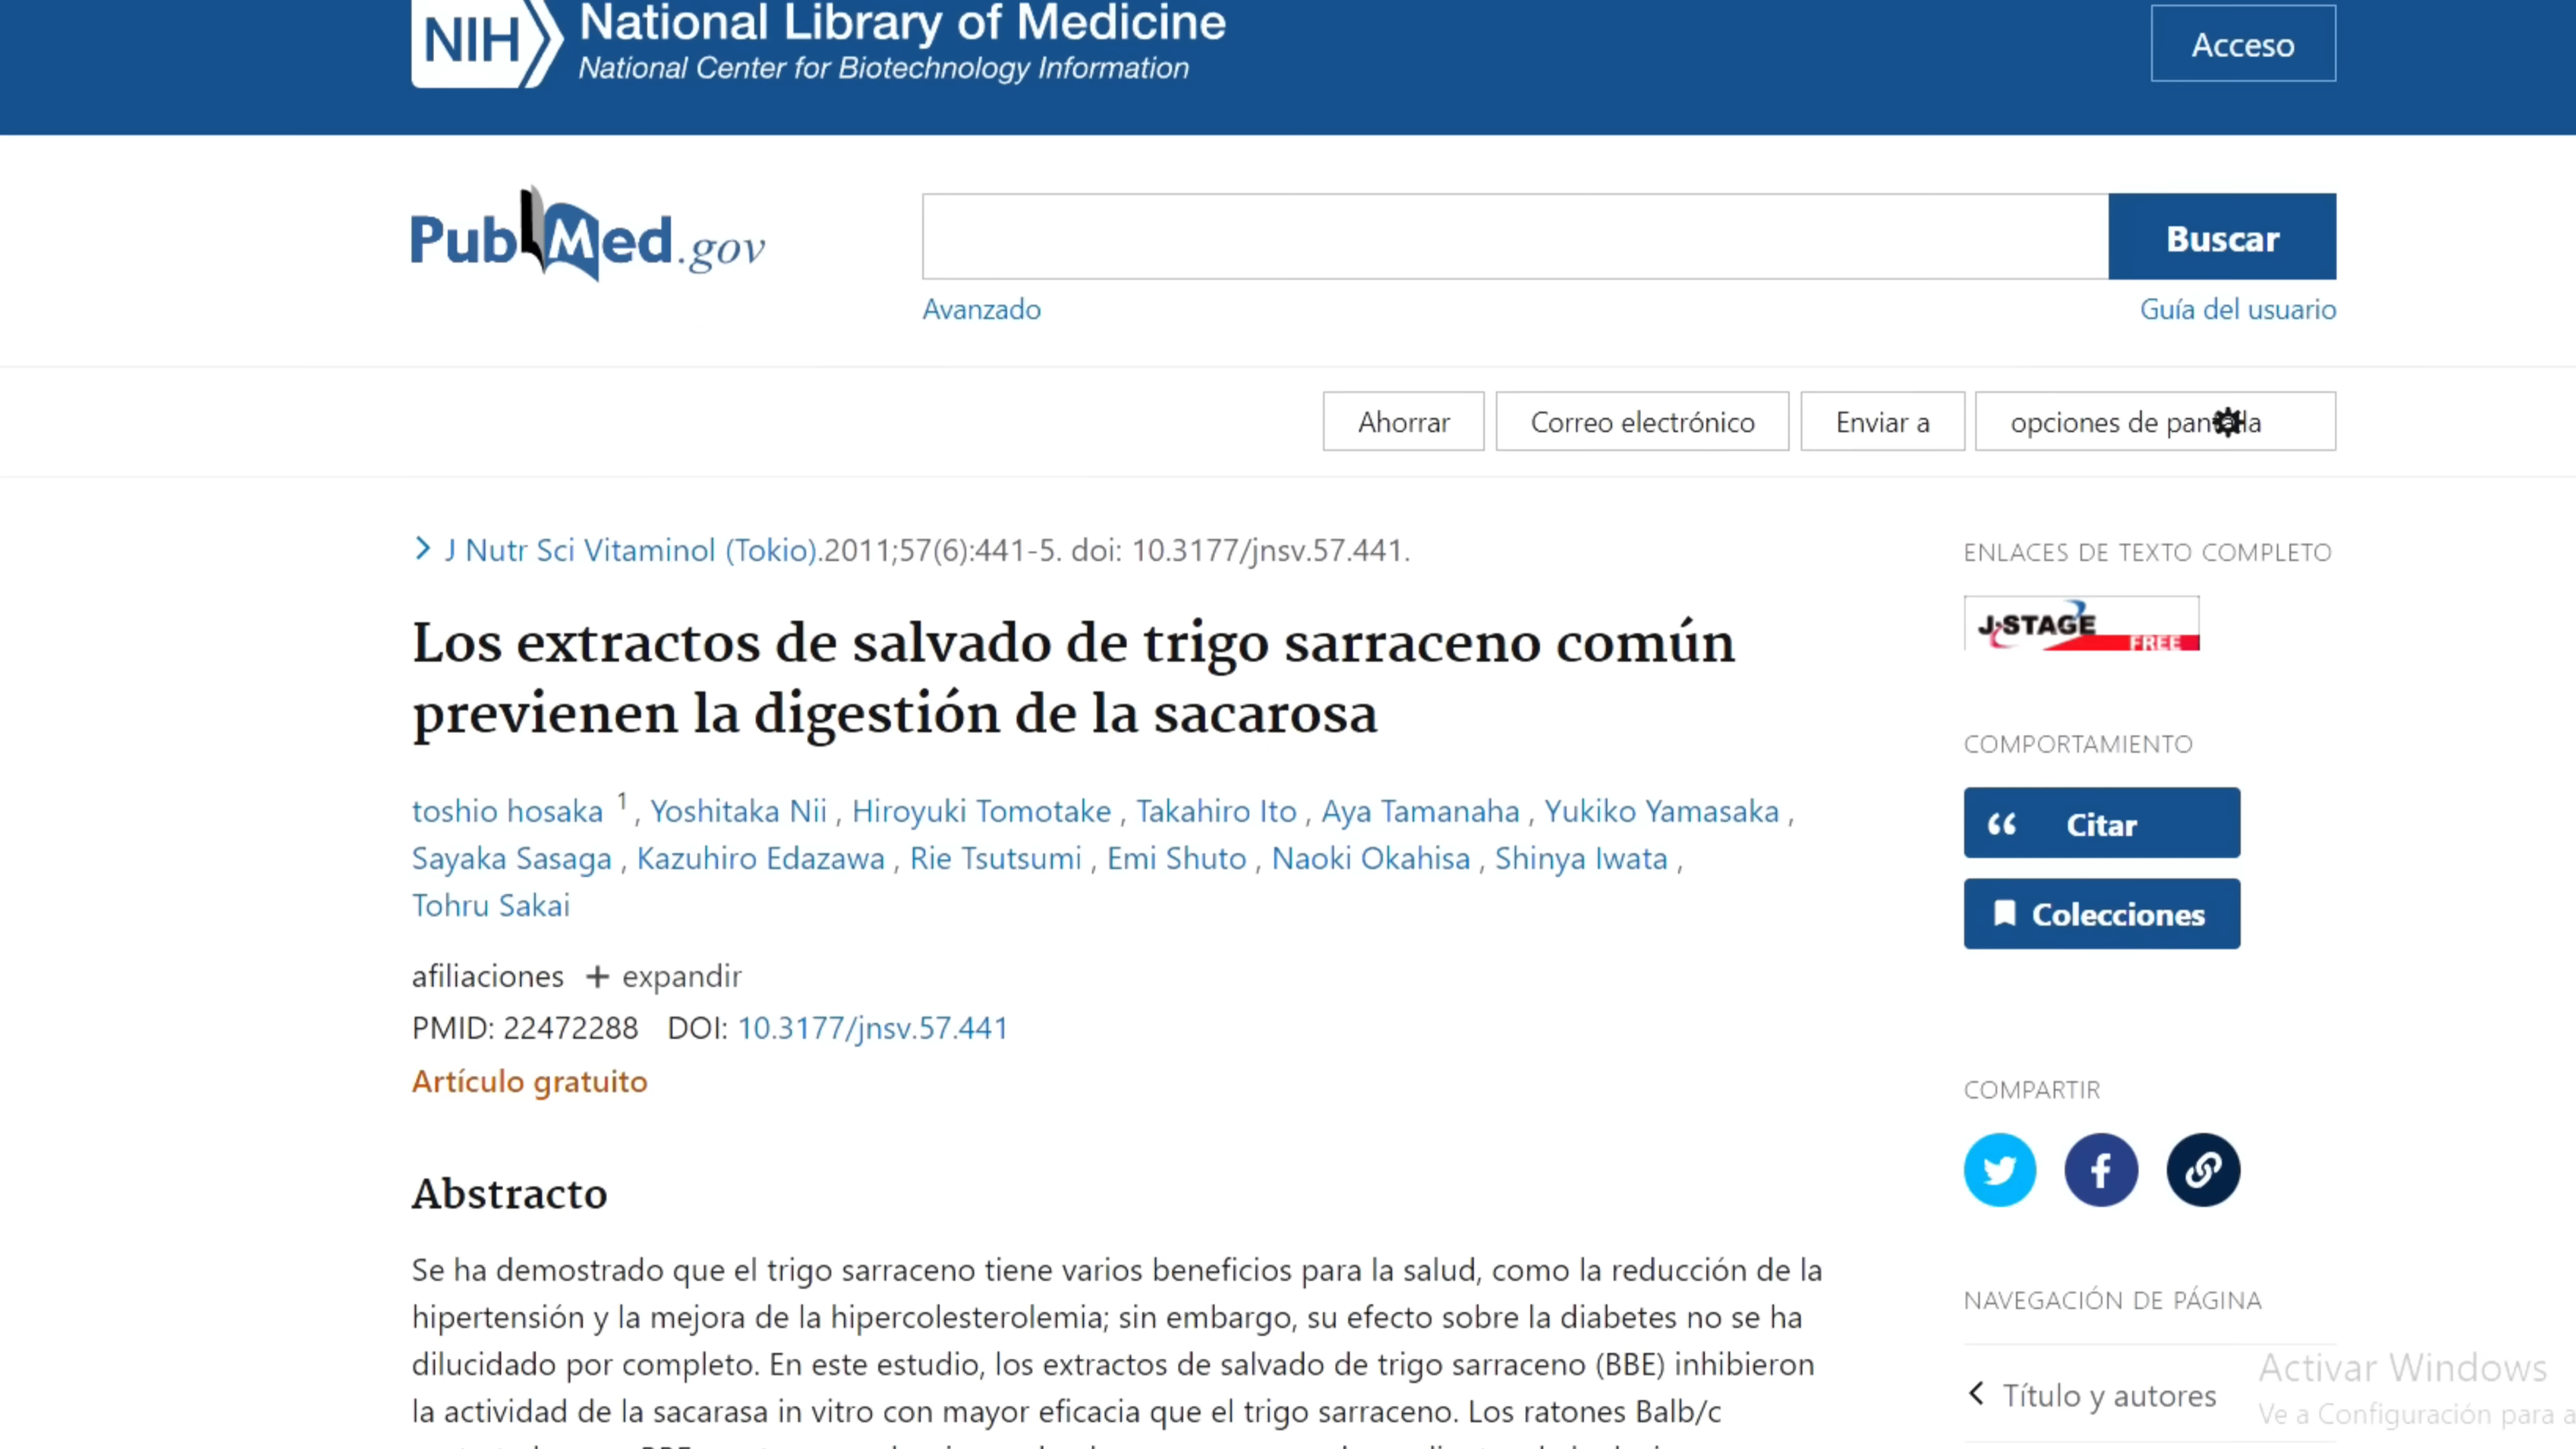 NIH National Library of Medicine
National Center for Biotechnology Information
Acceso
PubMed.gov
Buscar
Avanzado
Guía del usuario
Ahorrar
Correo electrónico
Enviar a
opciones de pantalla
J Nutr Sci Vitaminol (Tokio).2011;57(6):441-5. doi: 10.3177/jnsv.57.441.
Los extractos de salvado de trigo sarraceno común
previenen la digestión de la sacarosa
toshio hosaka 1 , Yoshitaka Nii , Hiroyuki Tomotake , Takahiro Ito , Aya Tamanaha , Yukiko Yamasaka ,
Sayaka Sasaga , Kazuhiro Edazawa , Rie Tsutsumi , Emi Shuto , Naoki Okahisa , Shinya Iwata ,
Tohru Sakai
afiliaciones + expandir
PMID: 22472288 DOI: 10.3177/jnsv.57.441
Artículo gratuito
Abstracto
Se ha demostrado que el trigo sarraceno tiene varios beneficios para la salud, como la reducción de la
hipertensión y la mejora de la hipercolesterolemia; sin embargo, su efecto sobre la diabetes no se ha
dilucidado por completo. En este estudio, los extractos de salvado de trigo sarraceno (BBE) inhibieron
la actividad de la sacarasa in vitro con mayor eficacia que el trigo sarraceno. Los ratones Balb/c
ENLACES DE TEXTO COMPLETO
J-STAGE
FREE
COMPORTAMIENTO
Citar
Colecciones
COMPARTIR
NAVEGACIÓN DE PÁGINA
Título y autores
Activar Windows
Ve a Configuración para a